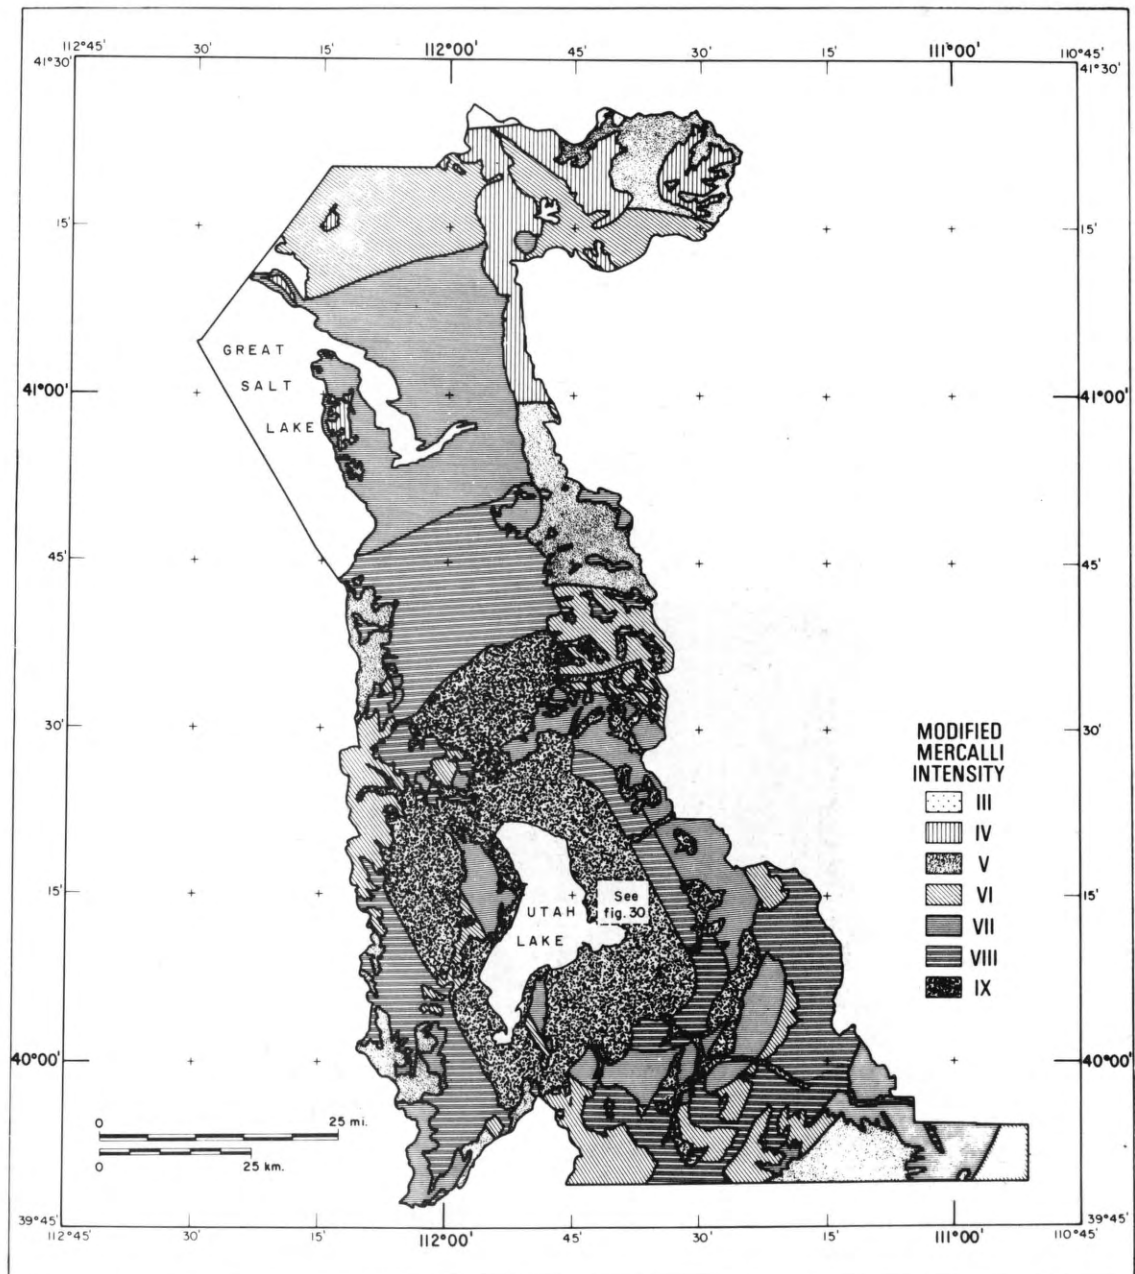 112°45' 30' 15' 112°00' 45' 30' 15' 111°00' 110°45'
41°30' 41°30'
15' 15'
GREAT
SALT
LAKE
41°00' 41°00'
45' 45'
30' 30'
MODIFIED
MERCALLI
INTENSITY
III
IV
V
VI
VII
VIII
IX
15' 15'
See
fig. 30
UTAH
LAKE
40°00' 40°00'
0 25 mi.
0 25 km.
39°45' 39°45'
112°45' 30' 15' 112°00' 45' 30' 15' 111°00' 110°45'